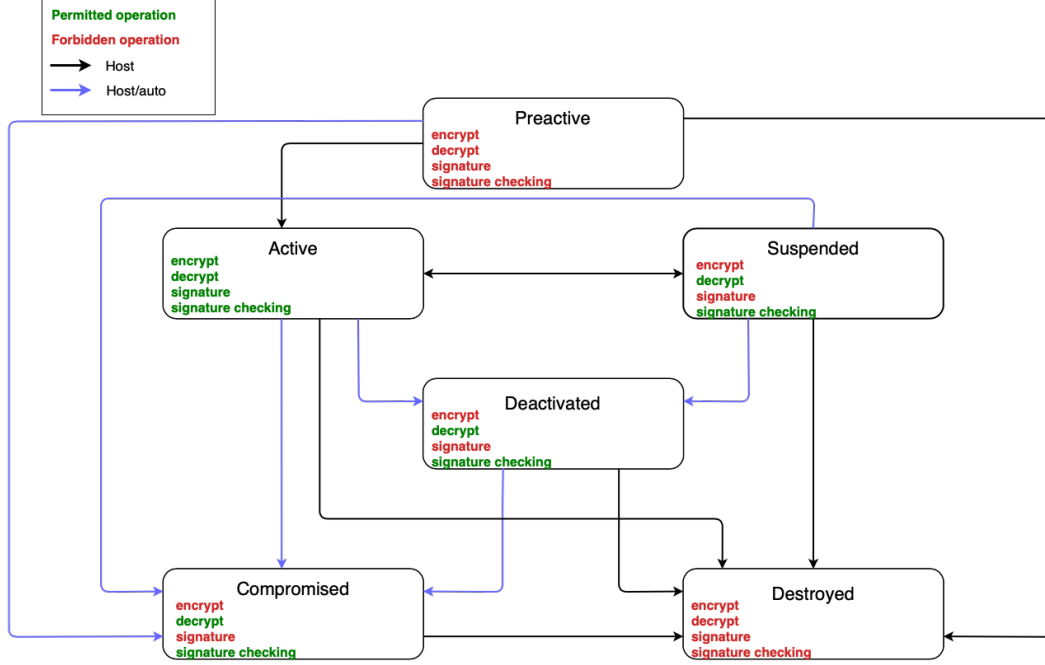 Permitted operation
Forbidden operation
Host
Host/auto
Preactive
encrypt
decrypt
signature
signature checking
Active
encrypt
decrypt
signature
signature checking
Suspended
encrypt
decrypt
signature
signature checking
Deactivated
encrypt
decrypt
signature
signature checking
Compromised
encrypt
decrypt
signature
signature checking
Destroyed
encrypt
decrypt
signature
signature checking